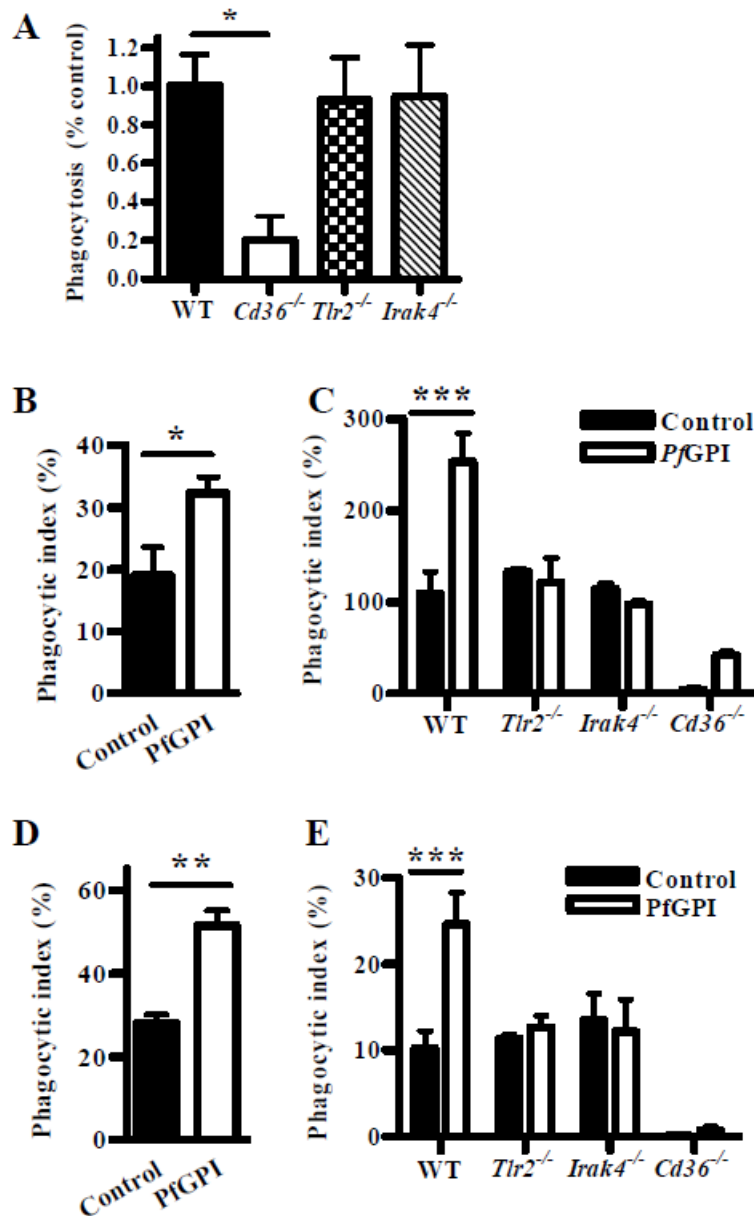 A
*
Phagocytosis (% control)
1.2
1.0
0.8
0.6
0.4
0.2
0.0
WT Cd36-/- Tlr2-/- Irak4-/-
B
*
Phagocytic index (%)
40
30
20
10
0
Control PfGPI
C
***
Control
PfGPI
Phagocytic index (%)
300
200
100
0
WT Tlr2-/- Irak4-/- Cd36-/-
D
**
Phagocytic index (%)
60
40
20
0
Control PfGPI
E
***
Control
PfGPI
Phagocytic index (%)
30
20
10
0
WT Tlr2-/- Irak4-/- Cd36-/-